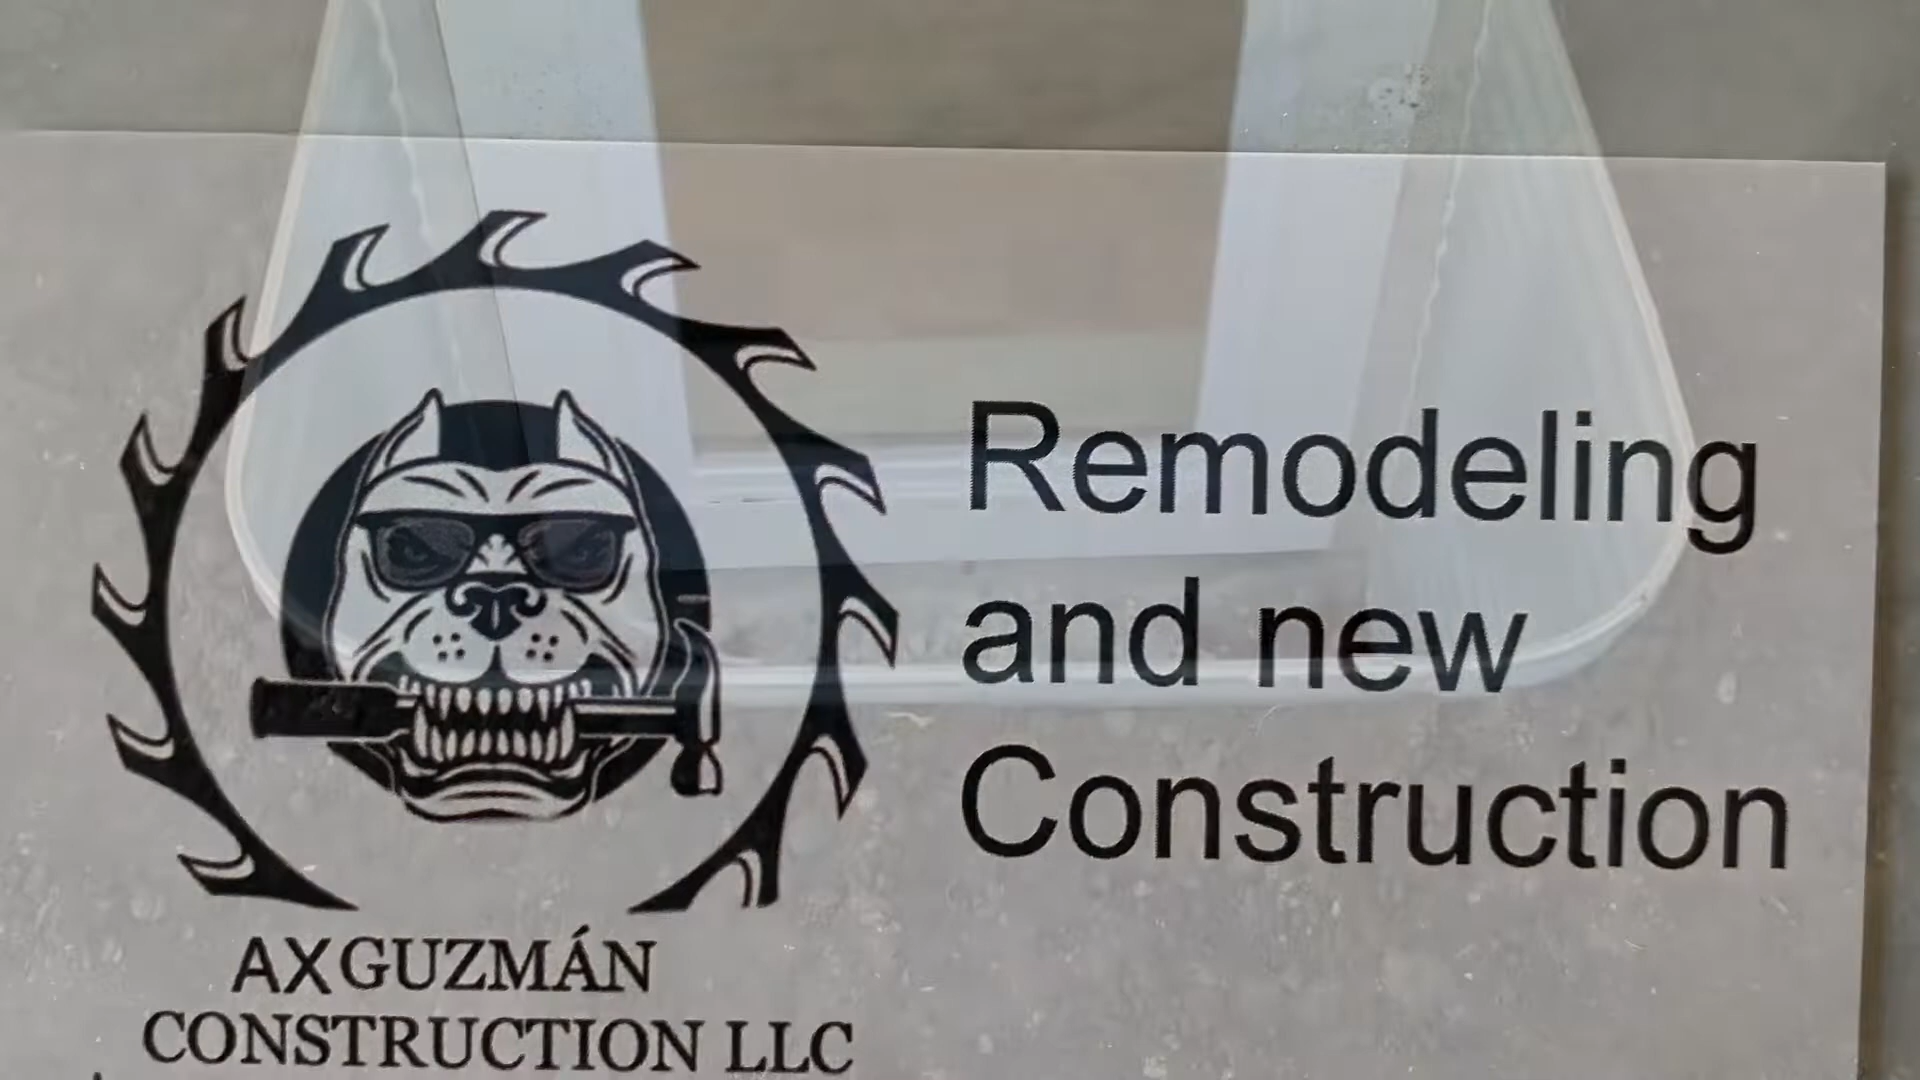 Remodeling
and new
Construction
AXGUZMÁN
CONSTRUCTION LLC